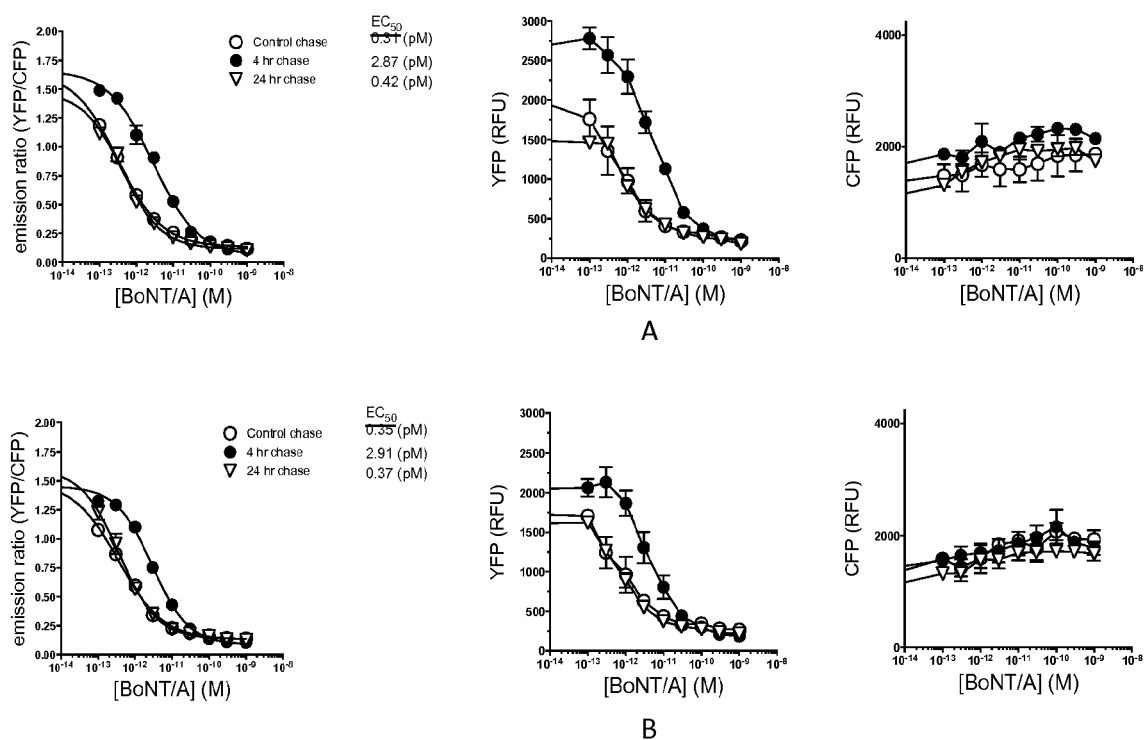 EC50
Control chase 0.31 (pM)
4 hr chase 2.87 (pM)
24 hr chase 0.42 (pM)
emission ratio (YFP/CFP)
2.00
1.75
1.50
1.25
1.00
0.75
0.50
0.25
0.00
10-14 10-13 10-12 10-11 10-10 10-9 10-8
[BoNT/A] (M)
YFP (RFU)
3000
2500
2000
1500
1000
500
0
10-14 10-13 10-12 10-11 10-10 10-9 10-8
[BoNT/A] (M)
CFP (RFU)
4000
2000
0
10-14 10-13 10-12 10-11 10-10 10-9 10-8
[BoNT/A] (M)
A
EC50
Control chase 0.35 (pM)
4 hr chase 2.91 (pM)
24 hr chase 0.37 (pM)
emission ratio (YFP/CFP)
2.00
1.75
1.50
1.25
1.00
0.75
0.50
0.25
0.00
10-14 10-13 10-12 10-11 10-10 10-9 10-8
[BoNT/A] (M)
YFP (RFU)
3000
2500
2000
1500
1000
500
0
10-14 10-13 10-12 10-11 10-10 10-9 10-8
[BoNT/A] (M)
CFP (RFU)
4000
2000
0
10-14 10-13 10-12 10-11 10-10 10-9 10-8
[BoNT/A] (M)
B